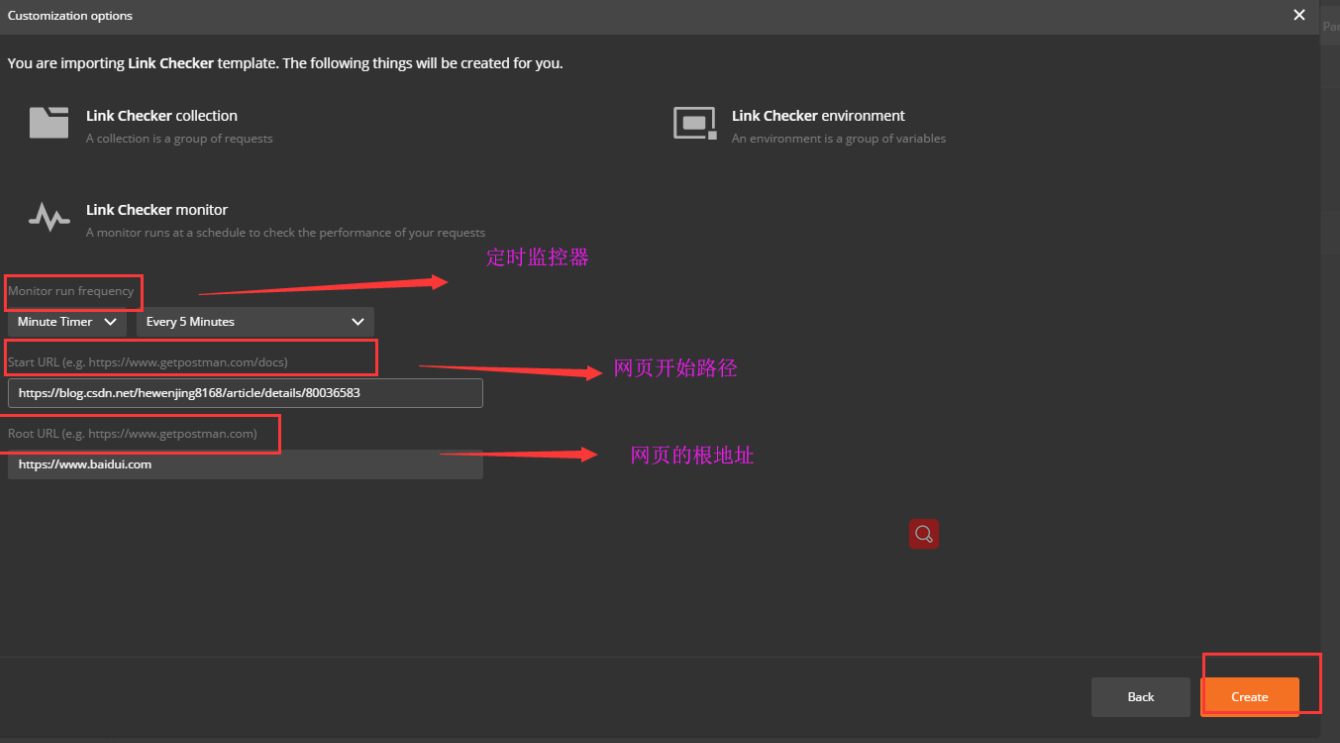 Customization options
You are importing Link Checker template. The following things will be created for you.
Link Checker collection
A collection is a group of requests
Link Checker environment
An environment is a group of variables
Link Checker monitor
A monitor runs at a schedule to check the performance of your requests
定时监控器
Monitor run frequency
Minute Timer
Every 5 Minutes
Start URL (e.g. https://www.getpostman.com/docs)
网页开始路径
https://blog.csdn.net/hewenjing8168/article/details/80036583
Root URL (e.g. https://www.getpostman.com)
网页的根地址
https://www.baidui.com
Back
Create